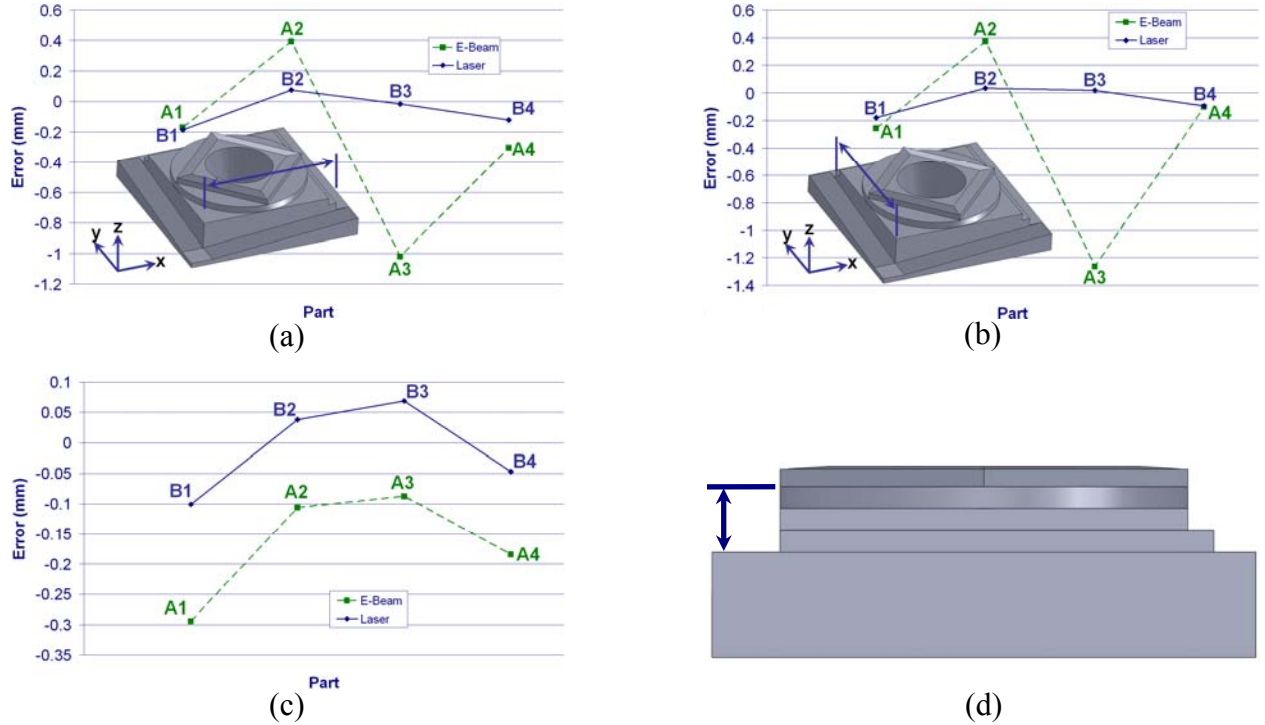 0.6
0.4
0.2
0
-0.2
-0.4
-0.6
-0.8
-1
-1.2
Error (mm)
Part
E-Beam
Laser
A1
A2
A3
A4
B1
B2
B3
B4
x
y
z
(a)
0.6
0.4
0.2
0
-0.2
-0.4
-0.6
-0.8
-1
-1.2
-1.4
Error (mm)
Part
E-Beam
Laser
A1
A2
A3
A4
B1
B2
B3
B4
x
y
z
(b)
0.1
0.05
0
-0.05
-0.1
-0.15
-0.2
-0.25
-0.3
-0.35
Error (mm)
Part
E-Beam
Laser
A1
A2
A3
A4
B1
B2
B3
B4
(c)
(d)